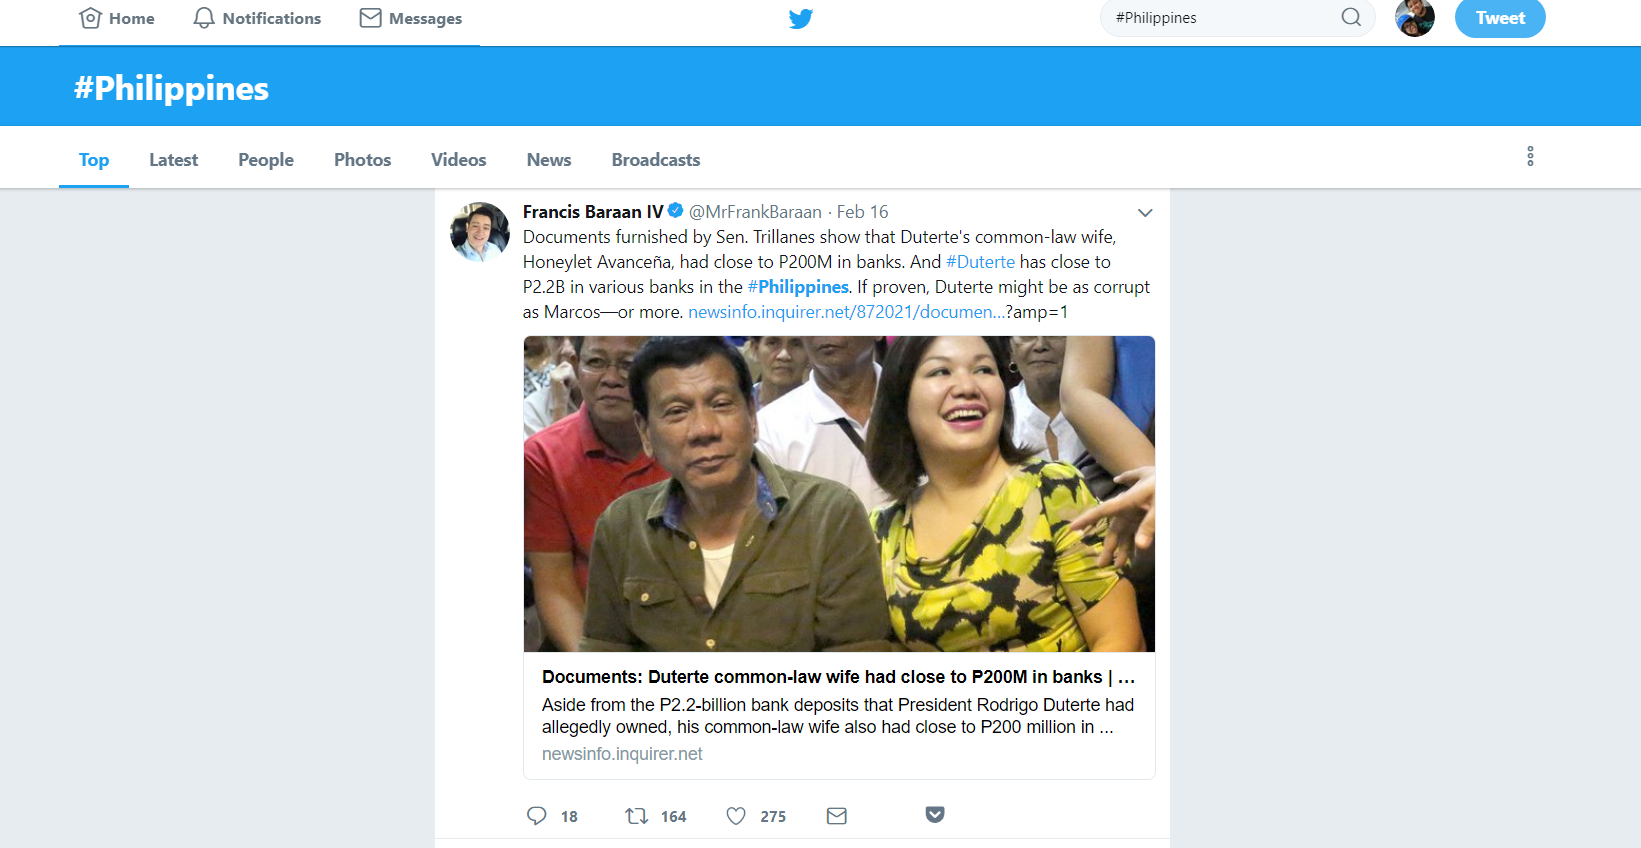 Home Notifications Messages #Philippines Tweet
#Philippines
Top Latest People Photos Videos News Broadcasts
Francis Baraan IV @MrFrankBaraan · Feb 16
Documents furnished by Sen. Trillanes show that Duterte's common-law wife,
Honeylet Avanceña, had close to P200M in banks. And #Duterte has close to
P2.2B in various banks in the #Philippines. If proven, Duterte might be as corrupt
as Marcos—or more. newsinfo.inquirer.net/872021/documen...?amp=1
Documents: Duterte common-law wife had close to P200M in banks | ...
Aside from the P2.2-billion bank deposits that President Rodrigo Duterte had
allegedly owned, his common-law wife also had close to P200 million in ...
newsinfo.inquirer.net
18 164 275